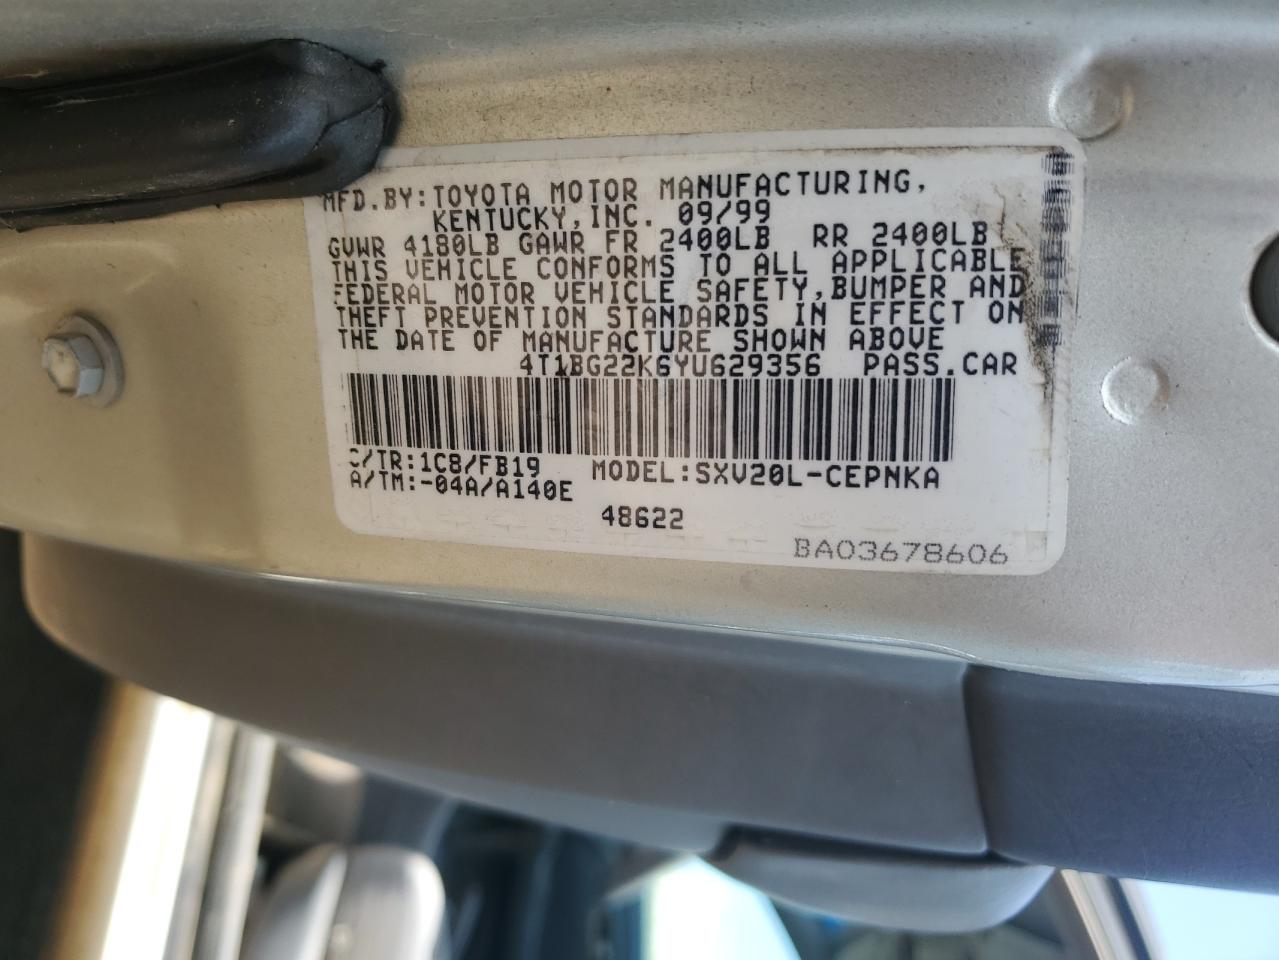 MFD.BY:TOYOTA MOTOR MANUFACTURING,
KENTUCKY,INC. 09/99
GVWR 4180LB GAWR FR 2400LB RR 2400LB
THIS VEHICLE CONFORMS TO ALL APPLICABLE
FEDERAL MOTOR VEHICLE SAFETY,BUMPER AND
THEFT PREVENTION STANDARDS IN EFFECT ON
THE DATE OF MANUFACTURE SHOWN ABOVE
4T1BG22K6YU629356 PASS.CAR
C/TR:1C8/FB19 MODEL:SXV20L-CEPNKA
A/TM:-04A/A140E
48622
BA03678606